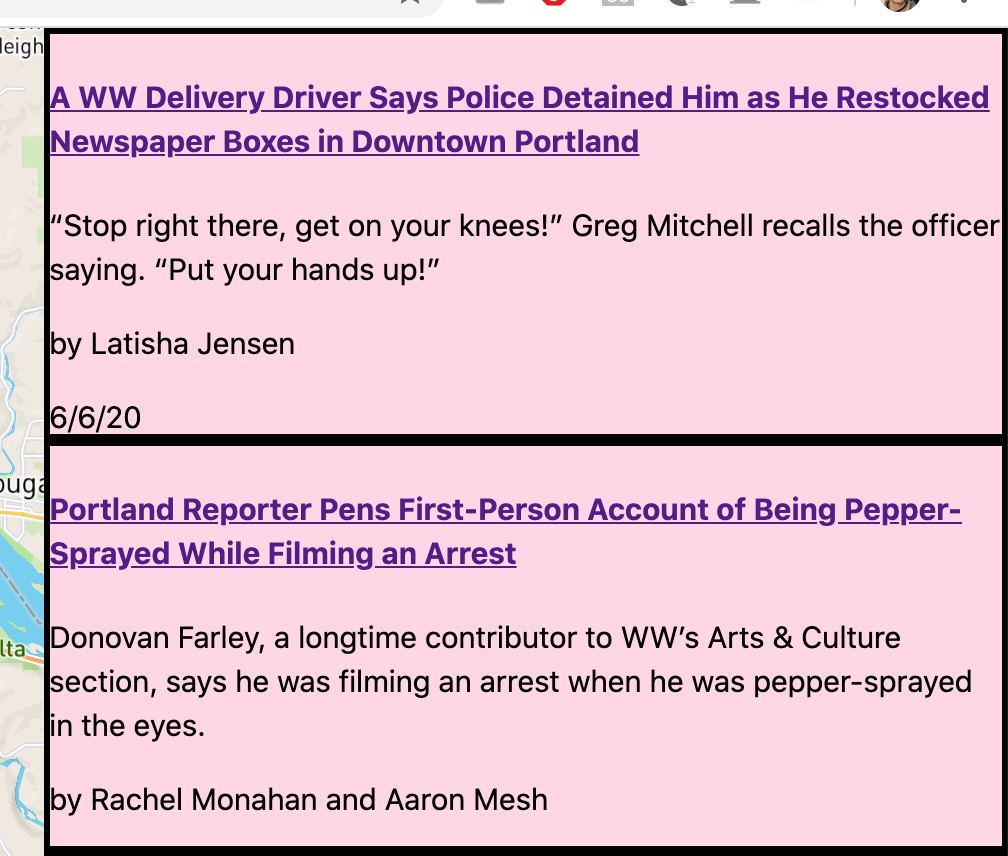 A WW Delivery Driver Says Police Detained Him as He Restocked
Newspaper Boxes in Downtown Portland
“Stop right there, get on your knees!” Greg Mitchell recalls the officer
saying. “Put your hands up!”
by Latisha Jensen
6/6/20
Portland Reporter Pens First-Person Account of Being Pepper-
Sprayed While Filming an Arrest
Donovan Farley, a longtime contributor to WW’s Arts & Culture
section, says he was filming an arrest when he was pepper-sprayed
in the eyes.
by Rachel Monahan and Aaron Mesh